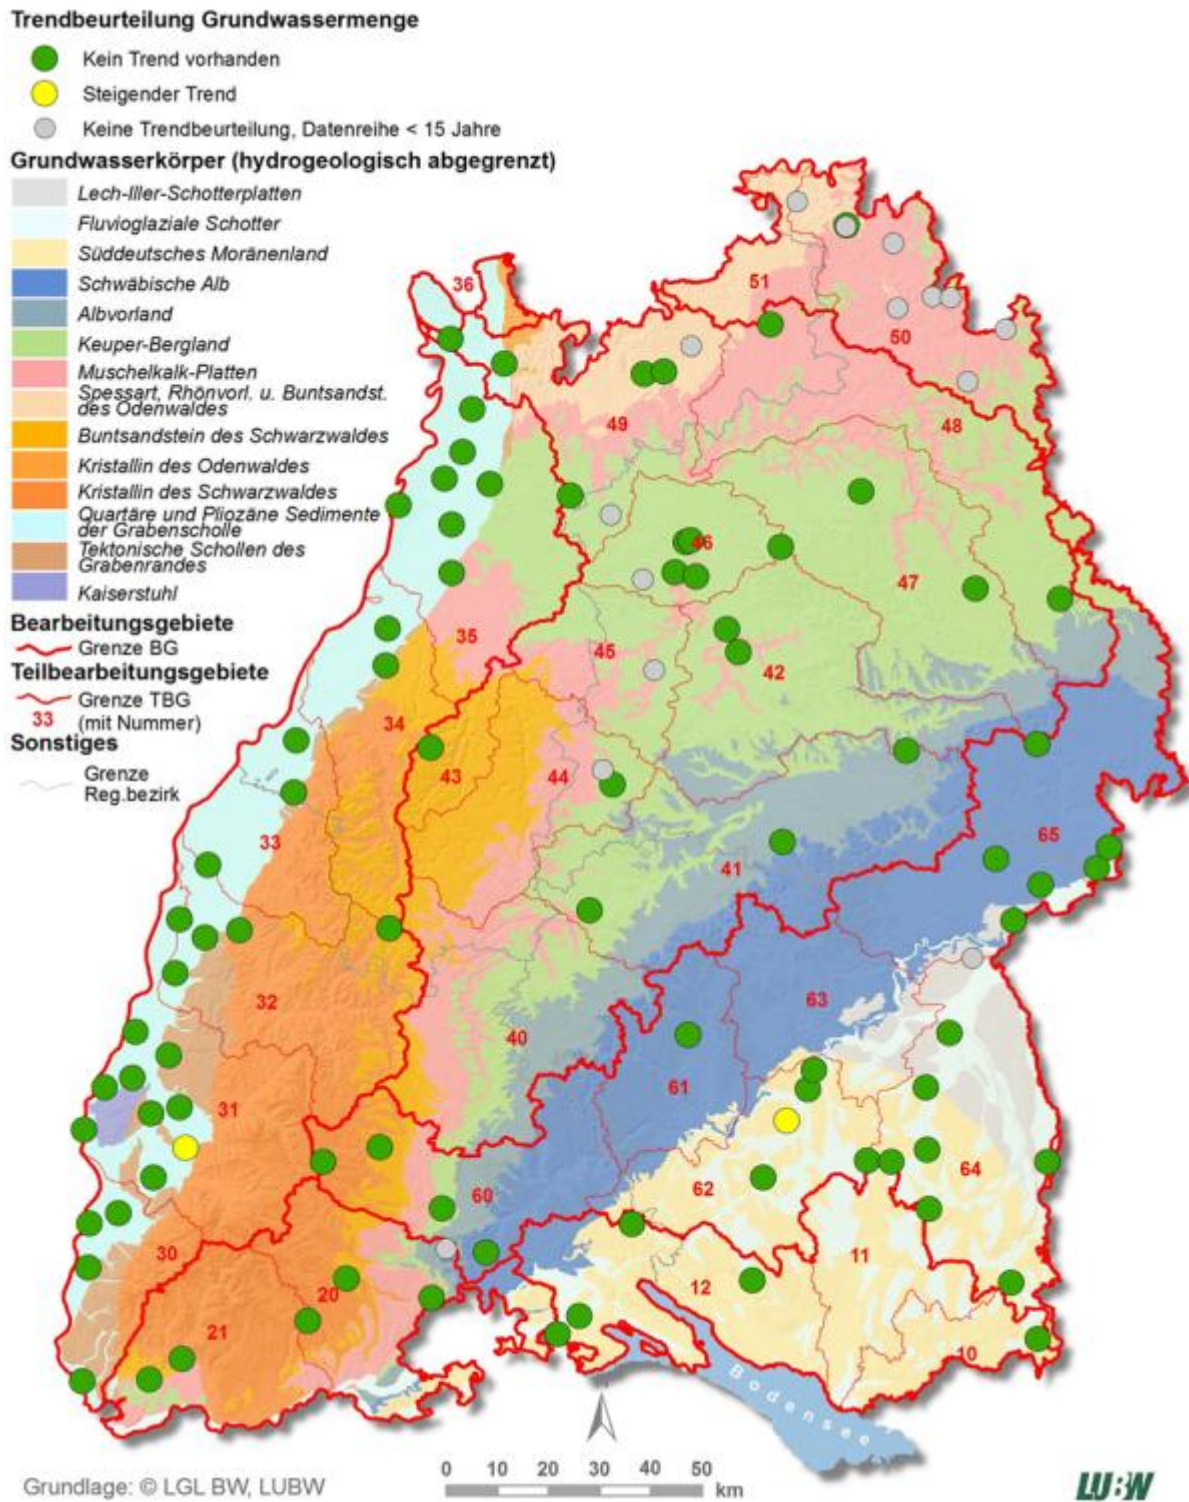 Trendbeurteilung Grundwassermenge
Kein Trend vorhanden
Steigender Trend
Keine Trendbeurteilung, Datenreihe < 15 Jahre
Grundwasserkörper (hydrogeologisch abgegrenzt)
Lech-Iller-Schotterplatten
Fluvioglaziale Schotter
Süddeutsches Moränenland
Schwäbische Alb
Albvorland
Keuper-Bergland
Muschelkalk-Platten
Spessart, Rhönvorl. u. Buntsandst.
des Odenwaldes
Buntsandstein des Schwarzwaldes
Kristallin des Odenwaldes
Kristallin des Schwarzwaldes
Quartäre und Pliozäne Sedimente
der Grabenscholle
Tektonische Schollen des
Grabenrandes
Kaiserstuhl
Bearbeitungsgebiete
Grenze BG
Teilbearbeitungsgebiete
Grenze TBG
33 (mit Nummer)
Sonstiges
Grenze
Reg.bezirk
36
51
50
49
48
46
47
35
45
42
34
43
44
33
41
65
32
63
40
61
31
60
62
64
30
11
20
12
21
10
Bodensee
0 10 20 30 40 50
km
Grundlage: © LGL BW, LUBW
LUBW